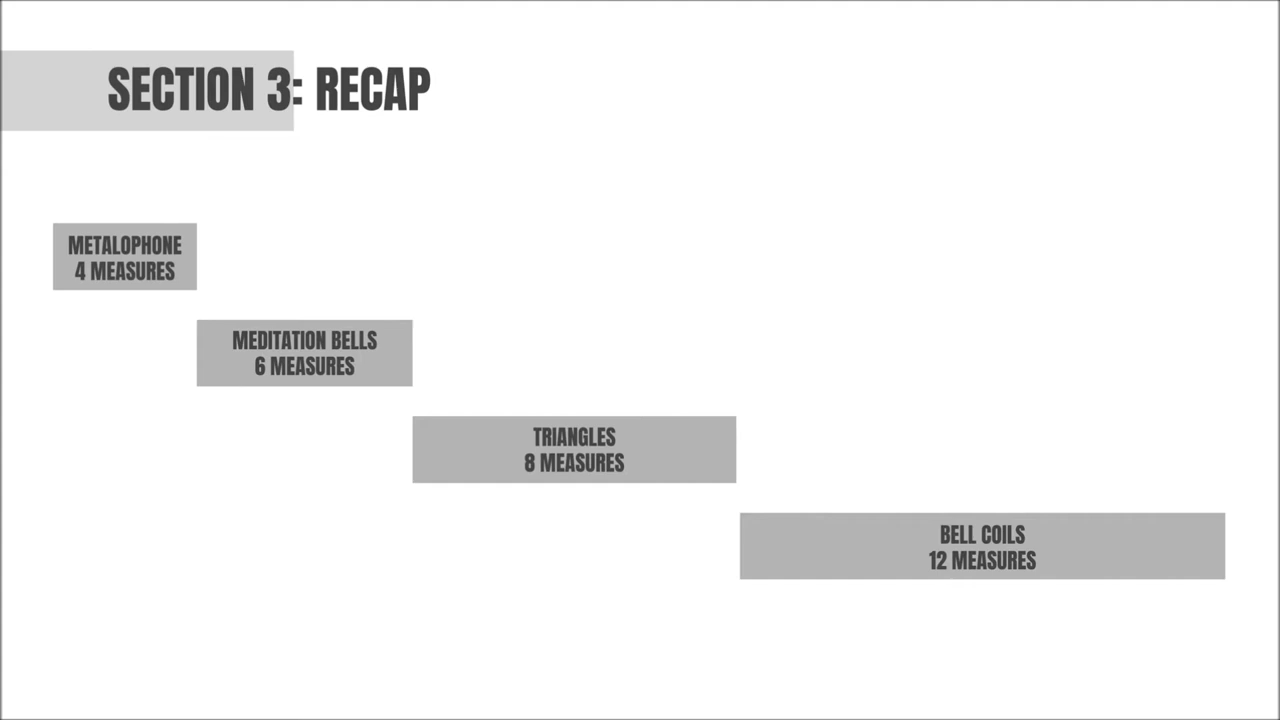 SECTION 3: RECAP
METALOPHONE
4 MEASURES
MEDITATION BELLS
6 MEASURES
TRIANGLES
8 MEASURES
BELL COILS
12 MEASURES